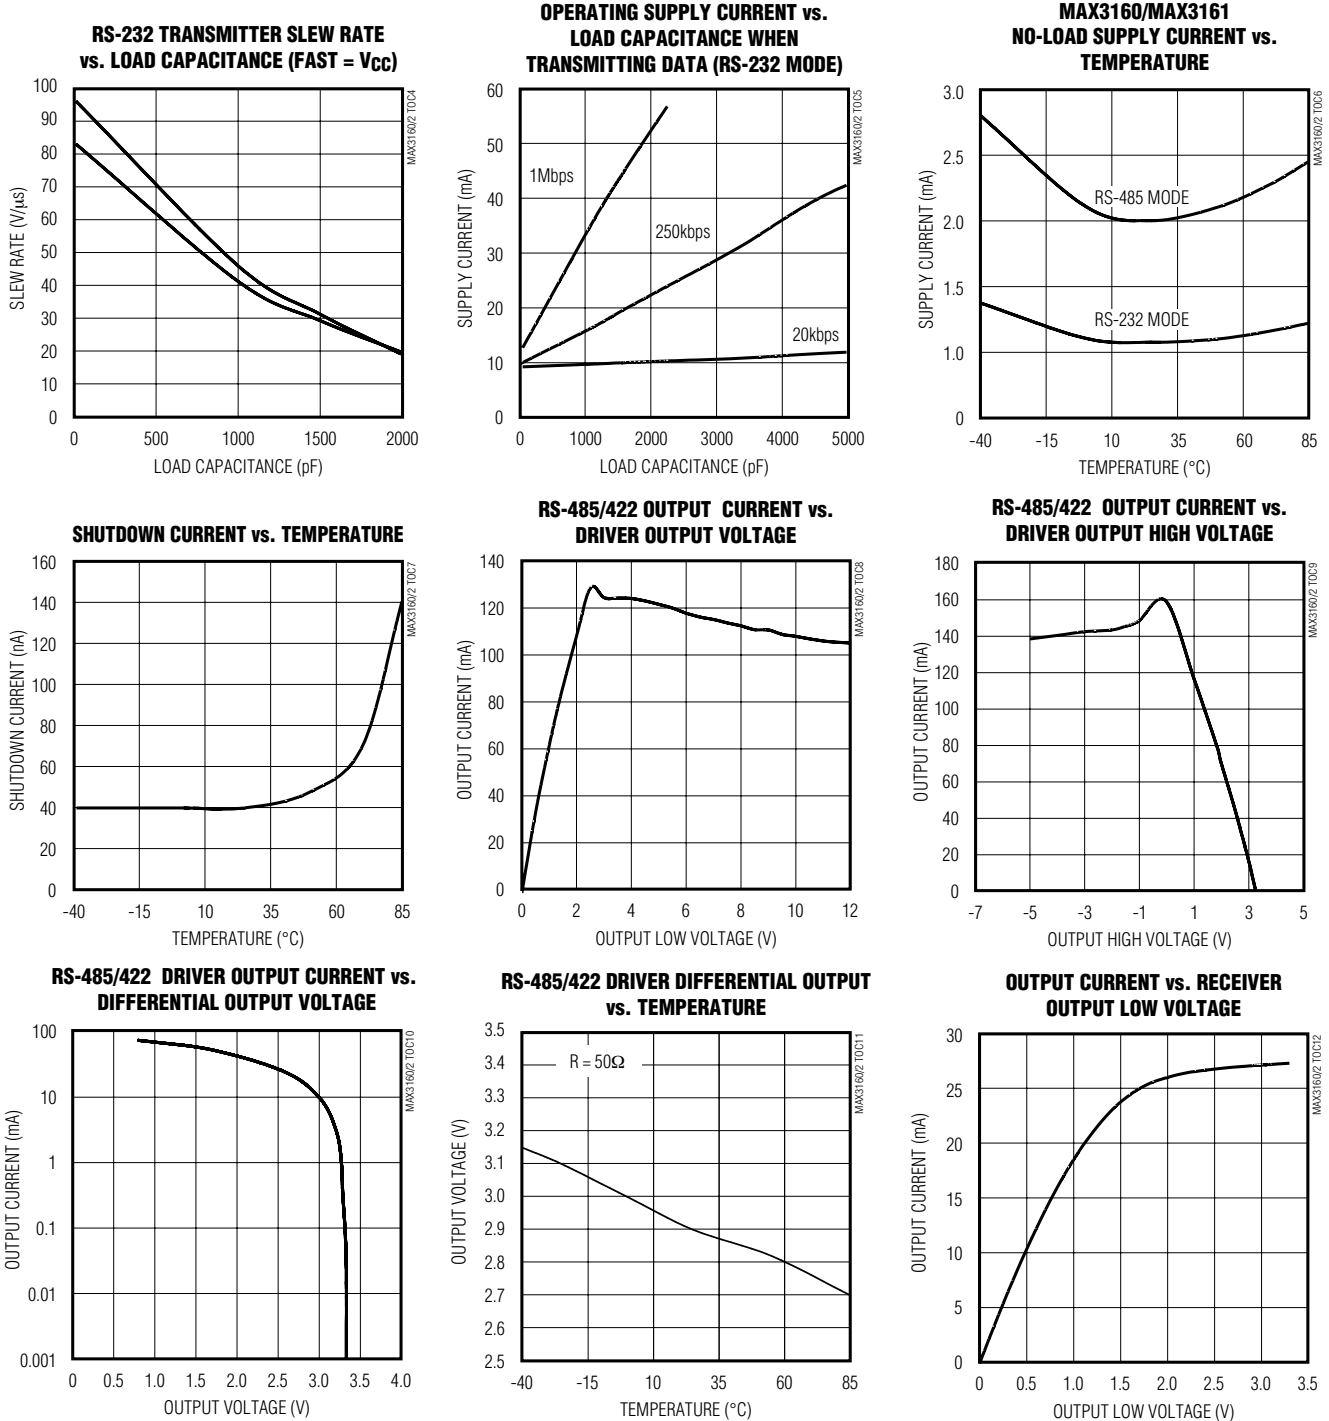 RS-232 TRANSMITTER SLEW RATE
vs. LOAD CAPACITANCE (FAST = VCC)
100
90
80
70
60
50
40
30
20
10
0
SLEW RATE (V/µs)
0 500 1000 1500 2000
LOAD CAPACITANCE (pF)
MAX3160/2 TOC4
OPERATING SUPPLY CURRENT vs.
LOAD CAPACITANCE WHEN
TRANSMITTING DATA (RS-232 MODE)
60
50
40
30
20
10
0
SUPPLY CURRENT (mA)
1Mbps
250kbps
20kbps
0 1000 2000 3000 4000 5000
LOAD CAPACITANCE (pF)
MAX3160/2 TOC5
MAX3160/MAX3161
NO-LOAD SUPPLY CURRENT vs.
TEMPERATURE
3.0
2.5
2.0
1.5
1.0
0
SUPPLY CURRENT (mA)
RS-485 MODE
RS-232 MODE
-40 -15 10 35 60 85
TEMPERATURE (°C)
MAX3160/2 TOC6
SHUTDOWN CURRENT vs. TEMPERATURE
160
140
120
100
80
60
40
20
0
SHUTDOWN CURRENT (nA)
-40 -15 10 35 60 85
TEMPERATURE (°C)
MAX3160/2 TOC7
RS-485/422 OUTPUT CURRENT vs.
DRIVER OUTPUT VOLTAGE
140
120
100
80
60
40
20
0
OUTPUT CURRENT (mA)
0 2 4 6 8 10 12
OUTPUT LOW VOLTAGE (V)
MAX3160/2 TOC8
RS-485/422 OUTPUT CURRENT vs.
DRIVER OUTPUT HIGH VOLTAGE
180
160
140
120
100
80
60
40
20
0
OUTPUT CURRENT (mA)
-7 -5 -3 -1 1 3 5
OUTPUT HIGH VOLTAGE (V)
MAX3160/2 TOC9
RS-485/422 DRIVER OUTPUT CURRENT vs.
DIFFERENTIAL OUTPUT VOLTAGE
100
10
1
0.1
0.01
0.001
OUTPUT CURRENT (mA)
0 0.5 1.0 1.5 2.0 2.5 3.0 3.5 4.0
OUTPUT VOLTAGE (V)
MAX3160/2 TOC10
RS-485/422 DRIVER DIFFERENTIAL OUTPUT
vs. TEMPERATURE
3.5
3.4
3.3
3.2
3.1
3.0
2.9
2.8
2.7
2.6
2.5
OUTPUT VOLTAGE (V)
R = 50Ω
-40 -15 10 35 60 85
TEMPERATURE (°C)
MAX3160/2 TOC11
OUTPUT CURRENT vs. RECEIVER
OUTPUT LOW VOLTAGE
30
25
20
15
10
5
0
OUTPUT CURRENT (mA)
0 0.5 1.0 1.5 2.0 2.5 3.0 3.5
OUTPUT LOW VOLTAGE (V)
MAX3160/2 TOC12